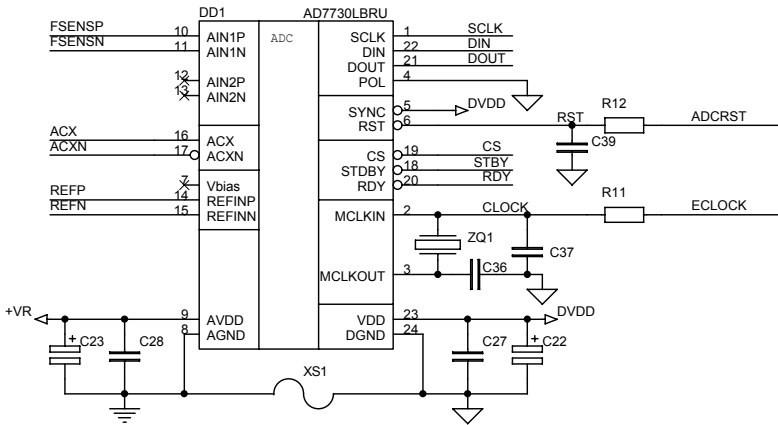 DD1 AD7730LBRU
FSENSP 10 AIN1P ADC SCLK 1 SCLK
FSENSN 11 AIN1N DIN 22 DIN
DOUT 21 DOUT
12 AIN2P POL 4
13 AIN2N
SYNC 5 DVDD
RST 6 RST R12 ADCRST
C39
ACX 16 ACX
ACXN 17 ACXN CS 19 CS
STDBY 18 STBY
7 Vbias RDY 20 RDY
REFP 14 REFINP
REFN 15 REFINN MCLKIN 2 CLOCK R11 ECLOCK
ZQ1
C37
MCLKOUT 3 C36
+VR 9 AVDD VDD 23 DVDD
8 AGND DGND 24
+ C23 C28 C27 + C22
XS1